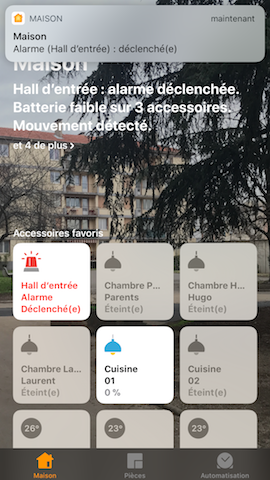 MAISON
maintenant
Maison
Alarme (Hall d'entrée) : déclenché(e)
Maison
Hall d'entrée : alarme déclenchée.
Batterie faible sur 3 accessoires.
Mouvement détecté.
et 4 de plus >
Accessoires favoris
Hall d'entrée
Alarme
Déclenché(e)
Chambre P...
Parents
Éteint(e)
Chambre H...
Hugo
Éteint(e)
Chambre La...
Laurent
Éteint(e)
Cuisine
01
0 %
Cuisine
02
Éteint(e)
26°
23°
23°
Maison
Pièces
Automatisation